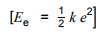 [Eₑ = ½ k e²]